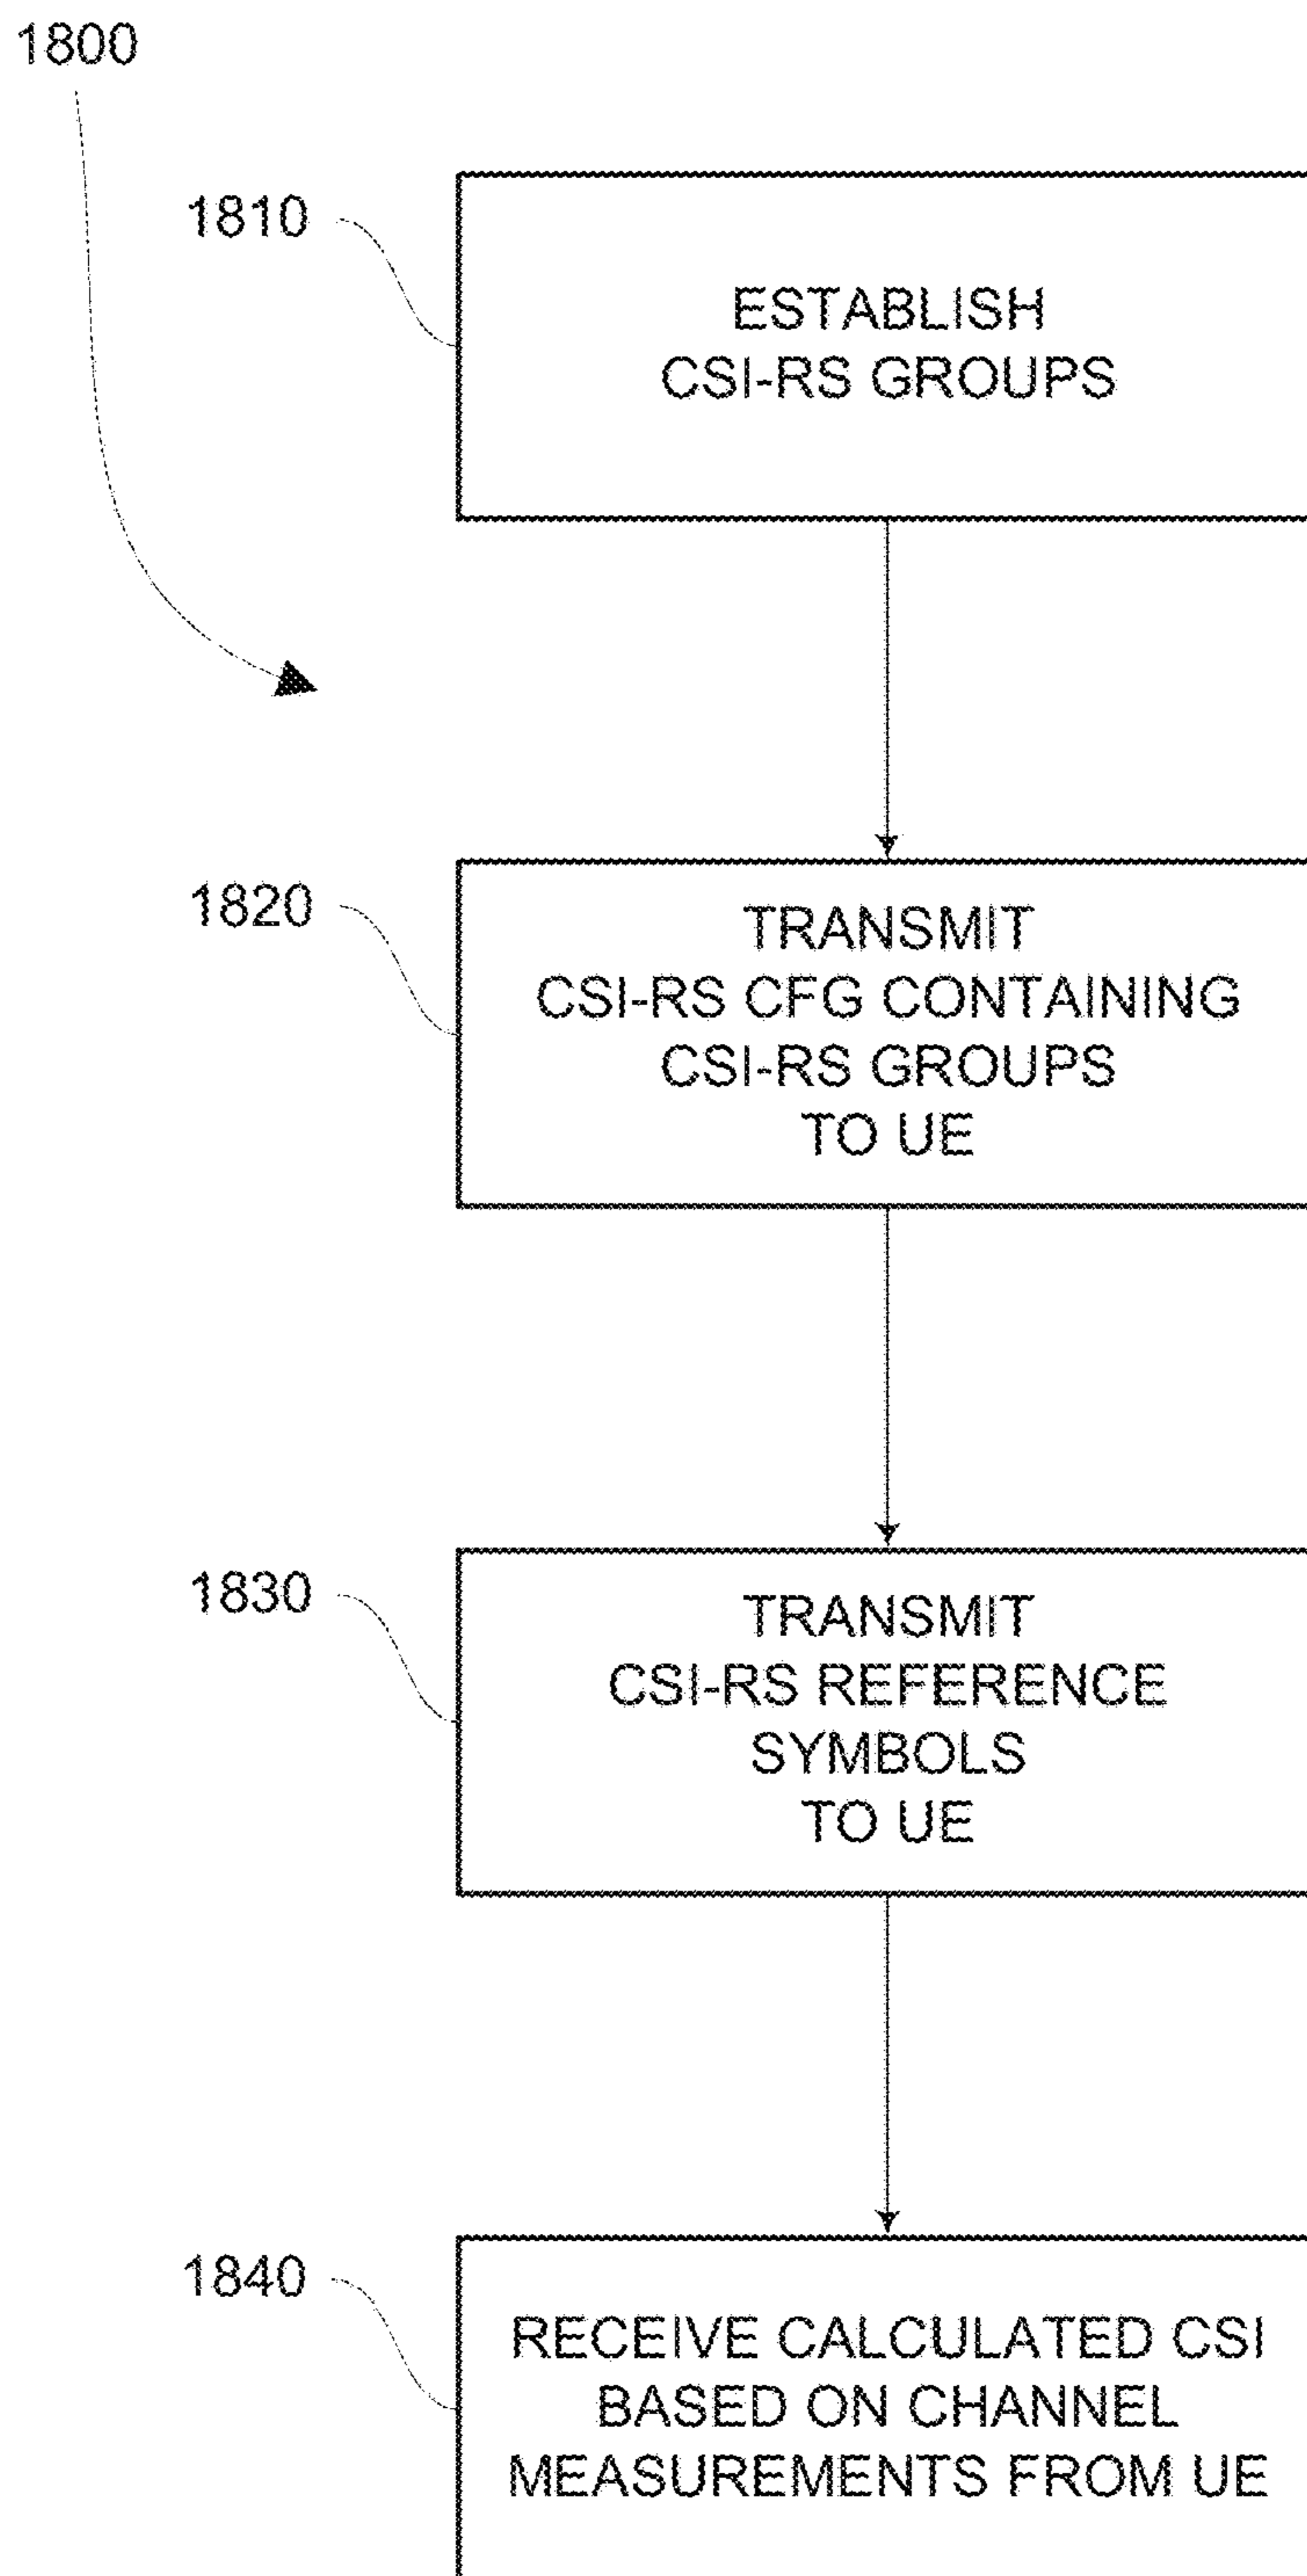 1800
1810
ESTABLISH
CSI-RS GROUPS
1820
TRANSMIT
CSI-RS CFG CONTAINING
CSI-RS GROUPS
TO UE
1830
TRANSMIT
CSI-RS REFERENCE
SYMBOLS
TO UE
1840
RECEIVE CALCULATED CSI
BASED ON CHANNEL
MEASUREMENTS FROM UE